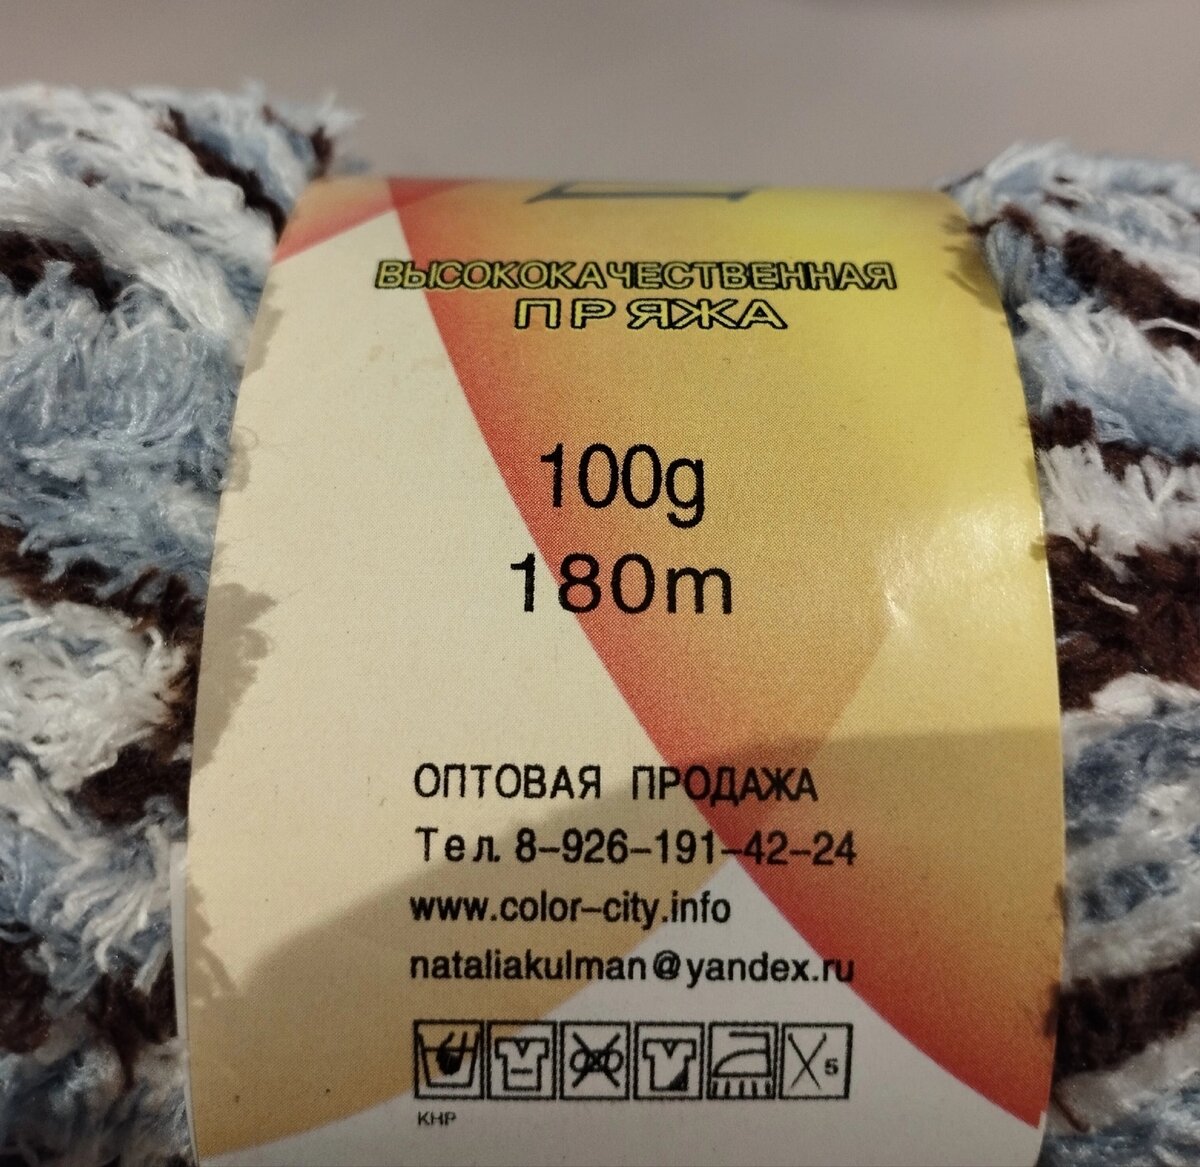 ВЫСОКОКАЧЕСТВЕННАЯ
ПРЯЖА
100g
180m
ОПТОВАЯ ПРОДАЖА
Тел. 8-926-191-42-24
www.color-city.info
nataliakulman@yandex.ru
5
КНР